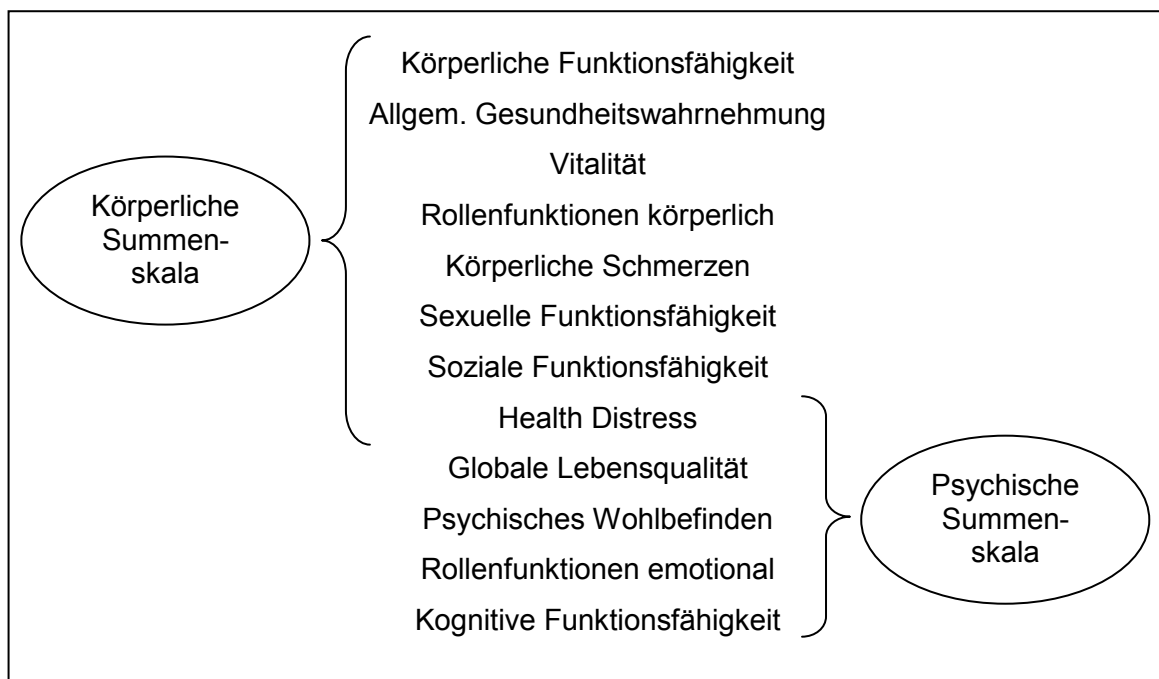 Körperliche
Summen-
skala
Körperliche Funktionsfähigkeit
Allgem. Gesundheitswahrnehmung
Vitalität
Rollenfunktionen körperlich
Körperliche Schmerzen
Sexuelle Funktionsfähigkeit
Soziale Funktionsfähigkeit
Health Distress
Globale Lebensqualität
Psychisches Wohlbefinden
Rollenfunktionen emotional
Kognitive Funktionsfähigkeit
Psychische
Summen-
skala